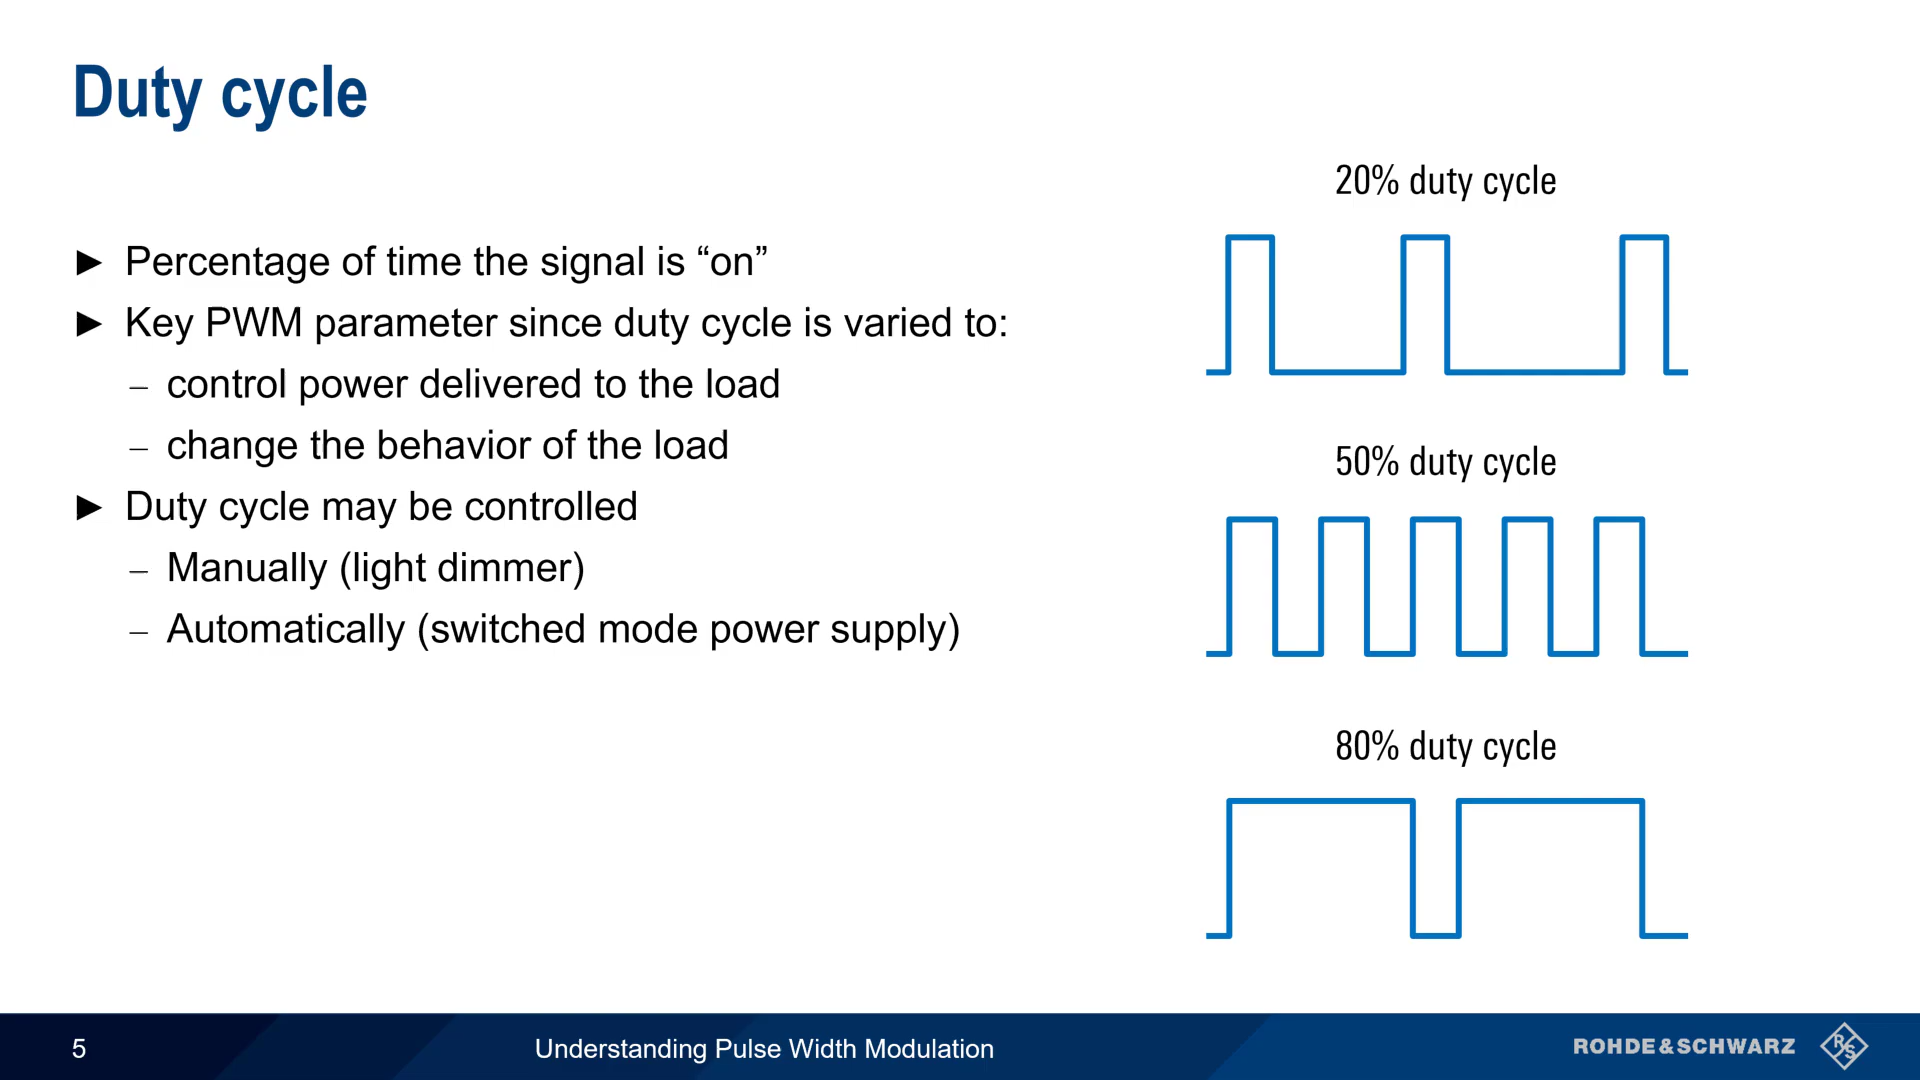 Duty cycle
► Percentage of time the signal is “on”
► Key PWM parameter since duty cycle is varied to:
– control power delivered to the load
– change the behavior of the load
► Duty cycle may be controlled
– Manually (light dimmer)
– Automatically (switched mode power supply)
20% duty cycle
50% duty cycle
80% duty cycle
5
Understanding Pulse Width Modulation
ROHDE&SCHWARZ
R&S